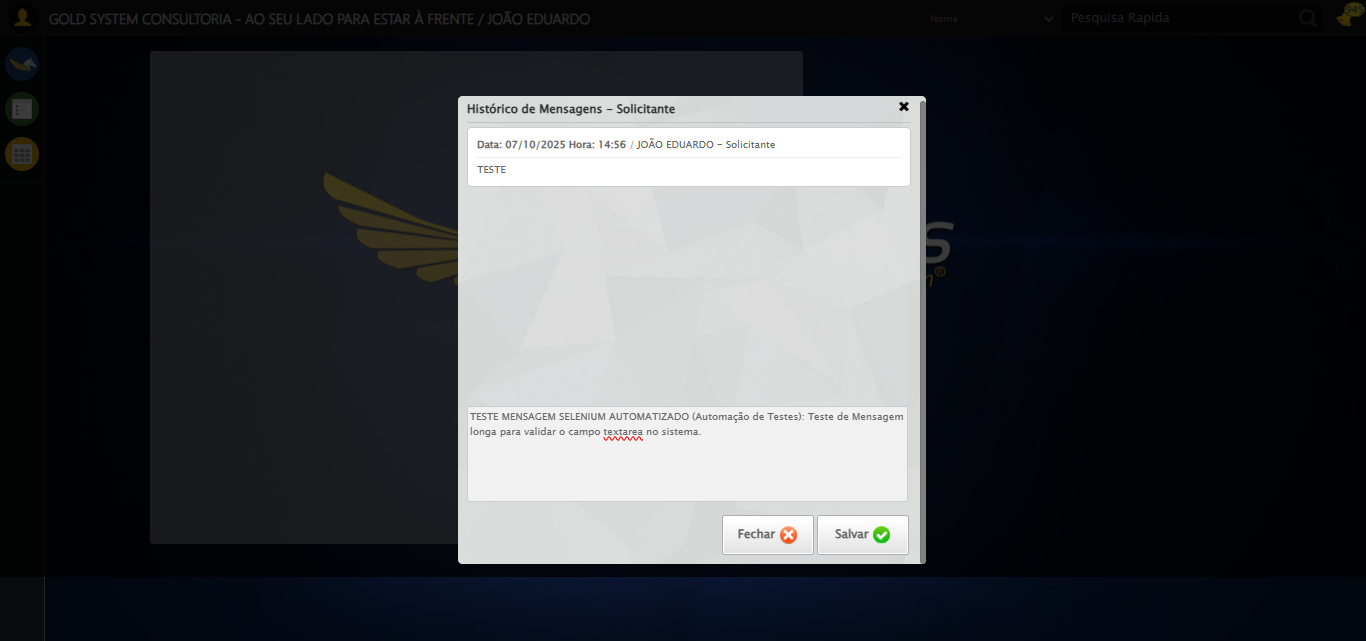 GOLD SYSTEM CONSULTORIA - AO SEU LADO PARA ESTAR À FRENTE / JOÃO EDUARDO
Nome
Pesquisa Rapida
Histórico de Mensagens - Solicitante
Data: 07/10/2025 Hora: 14:56 / JOÃO EDUARDO - Solicitante
TESTE
TESTE MENSAGEM SELENIUM AUTOMATIZADO (Automação de Testes): Teste de Mensagem
longa para validar o campo textarea no sistema.
Fechar
Salvar